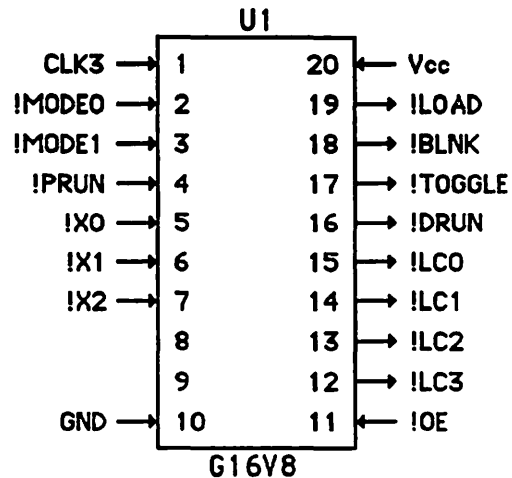 U1
CLK3 1 20 Vcc
!MODE0 2 19 !LOAD
!MODE1 3 18 !BLNK
!PRUN 4 17 !TOGGLE
!X0 5 16 !DRUN
!X1 6 15 !LC0
!X2 7 14 !LC1
8 13 !LC2
9 12 !LC3
GND 10 11 !OE
G16V8